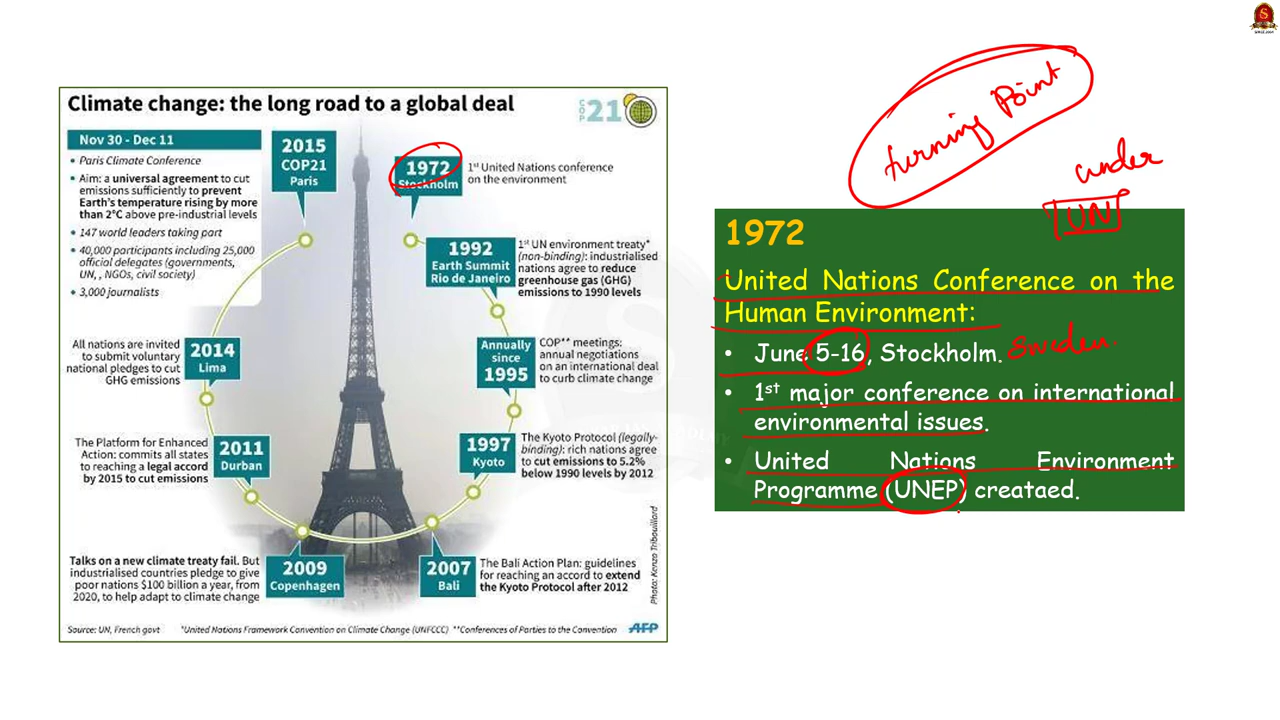 Climate change: the long road to a global deal
COP21
Nov 30 - Dec 11
• Paris Climate Conference
• Aim: a universal agreement to cut
emissions sufficiently to prevent
Earth's temperature rising by more
than 2°C above pre-industrial levels
• 147 world leaders taking part
• 40,000 participants including 25,000
official delegates (governments,
UN, , NGOs, civil society)
• 3,000 journalists
2015
COP21
Paris
1972
Stockholm
1st United Nations conference
on the environment
1992
Earth Summit
Rio de Janeiro
1st UN environment treaty*
(non-binding): industrialised
nations agree to reduce
greenhouse gas (GHG)
emissions to 1990 levels
Annually
since
1995
COP** meetings:
annual negotiations
on an international deal
to curb climate change
1997
Kyoto
The Kyoto Protocol (legally-
binding): rich nations agree
to cut emissions to 5.2%
below 1990 levels by 2012
2007
Bali
The Bali Action Plan: guidelines
for reaching an accord to extend
the Kyoto Protocol after 2012
Talks on a new climate treaty fail. But
industrialised countries pledge to give
poor nations $100 billion a year, from
2020, to help adapt to climate change
2009
Copenhagen
The Platform for Enhanced
Action: commits all states
to reaching a legal accord
by 2015 to cut emissions
2011
Durban
All nations are invited
to submit voluntary
national pledges to cut
GHG emissions
2014
Lima
Photo: Kenzo Tribouillard
Source: UN, French govt *United Nations Framework Convention on Climate Change (UNFCCC) **Conferences of Parties to the Convention AFP
turning Point
under
UN
1972
United Nations Conference on the
Human Environment:
• June 5-16, Stockholm. Sweden.
• 1st major conference on international
environmental issues.
• United Nations Environment
Programme (UNEP) creataed.